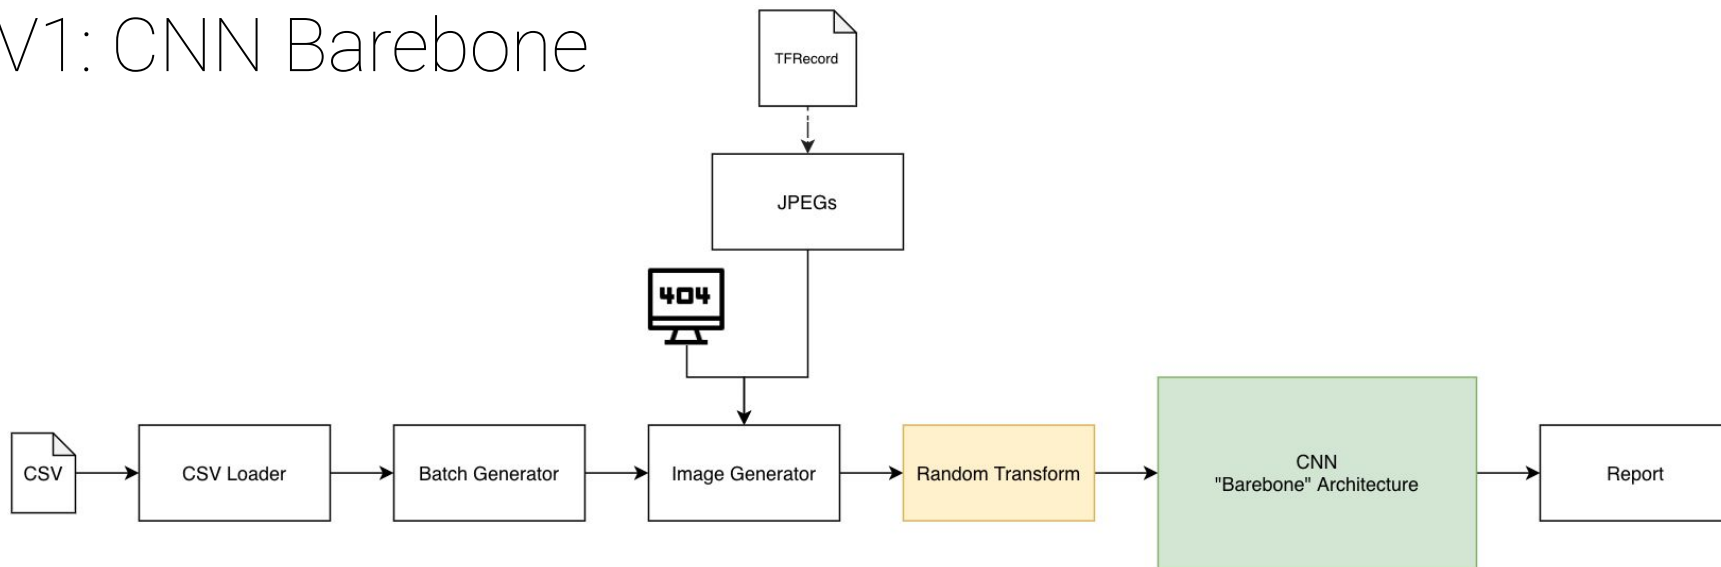 V1: CNN Barebone
TFRecord
JPEGs
404
CSV
CSV Loader
Batch Generator
Image Generator
Random Transform
CNN
"Barebone" Architecture
Report